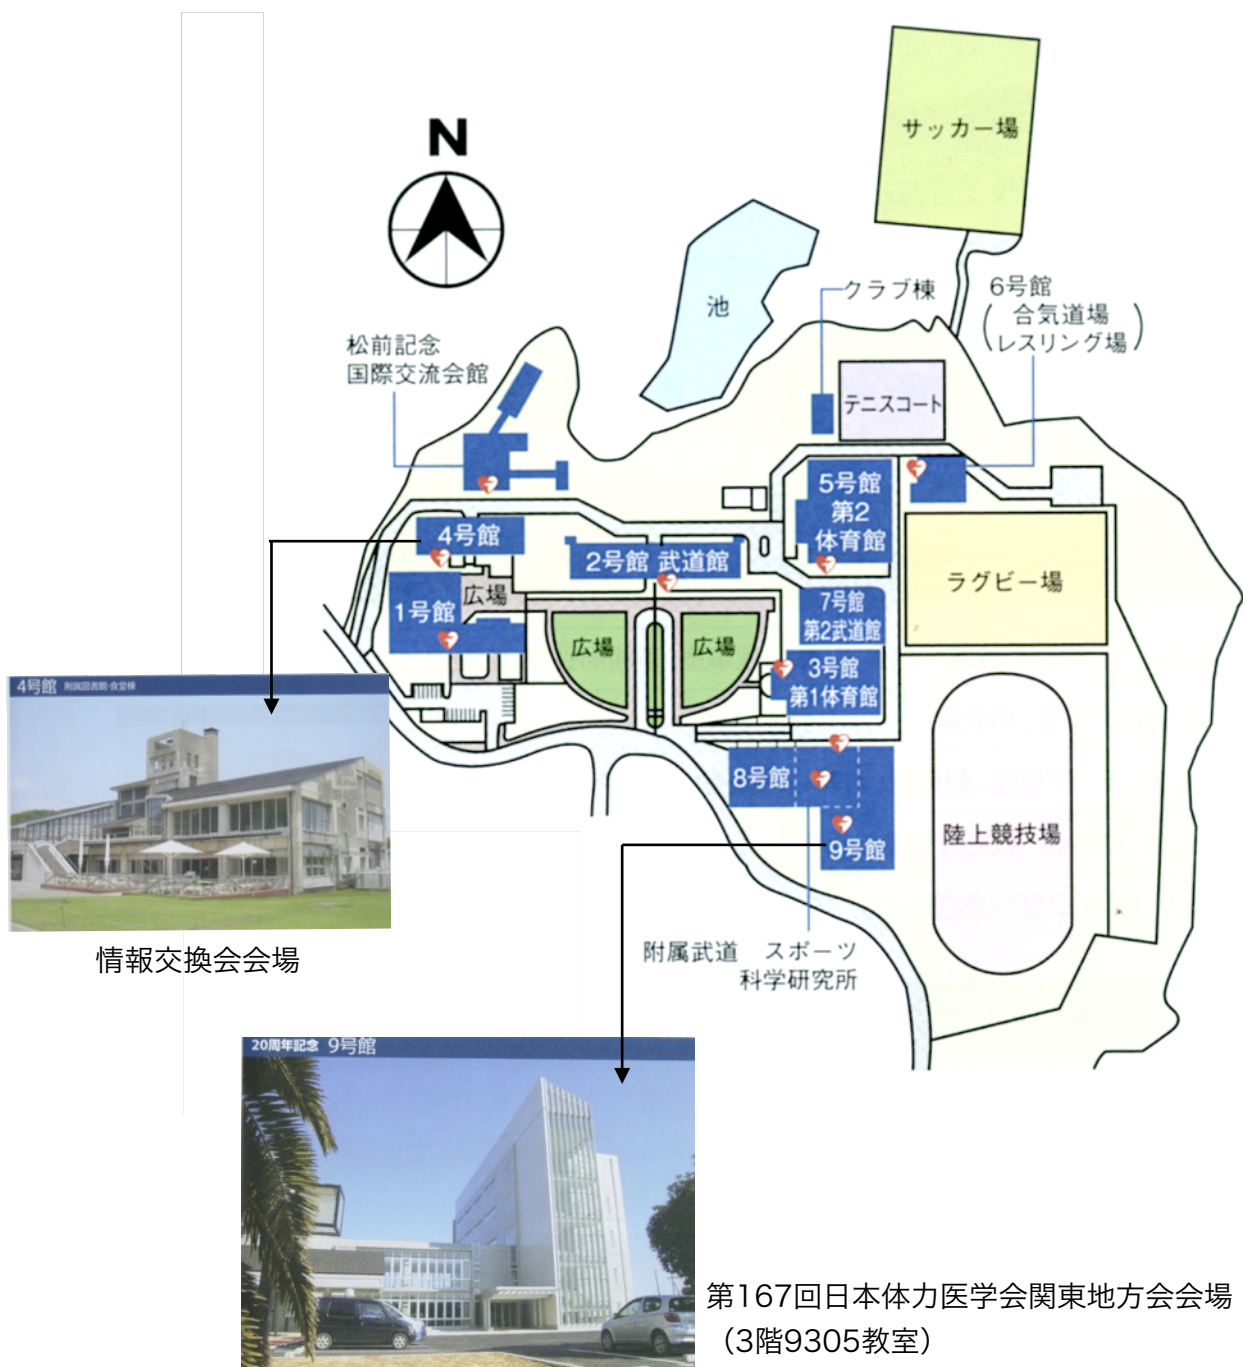 N
サッカー場
池
クラブ棟
6号館
(合気道場
レスリング場)
松前記念
国際交流会館
テニスコート
5号館
第2
体育館
4号館
2号館 武道館
ラグビー場
1号館
広場
7号館
第2武道館
広場
広場
3号館
第1体育館
8号館
9号館
陸上競技場
附属武道 スポーツ
科学研究所
4号館 附属図書館・食堂棟
情報交換会会場
20周年記念 9号館
第167回日本体力医学会関東地方会会場
(3階9305教室)